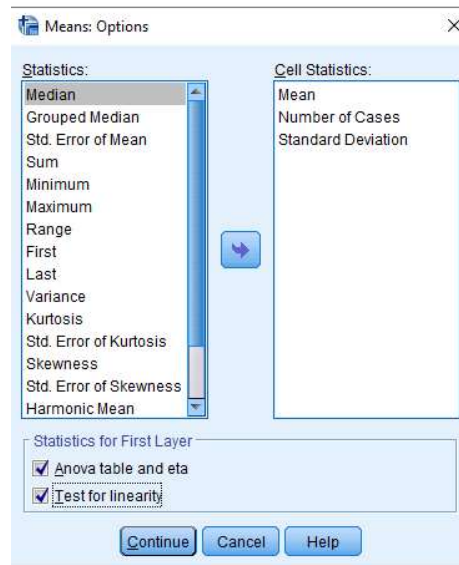 Means: Options
Statistics:
Median
Grouped Median
Std. Error of Mean
Sum
Minimum
Maximum
Range
First
Last
Variance
Kurtosis
Std. Error of Kurtosis
Skewness
Std. Error of Skewness
Harmonic Mean
Cell Statistics:
Mean
Number of Cases
Standard Deviation
Statistics for First Layer
Anova table and eta
Test for linearity
Continue
Cancel
Help